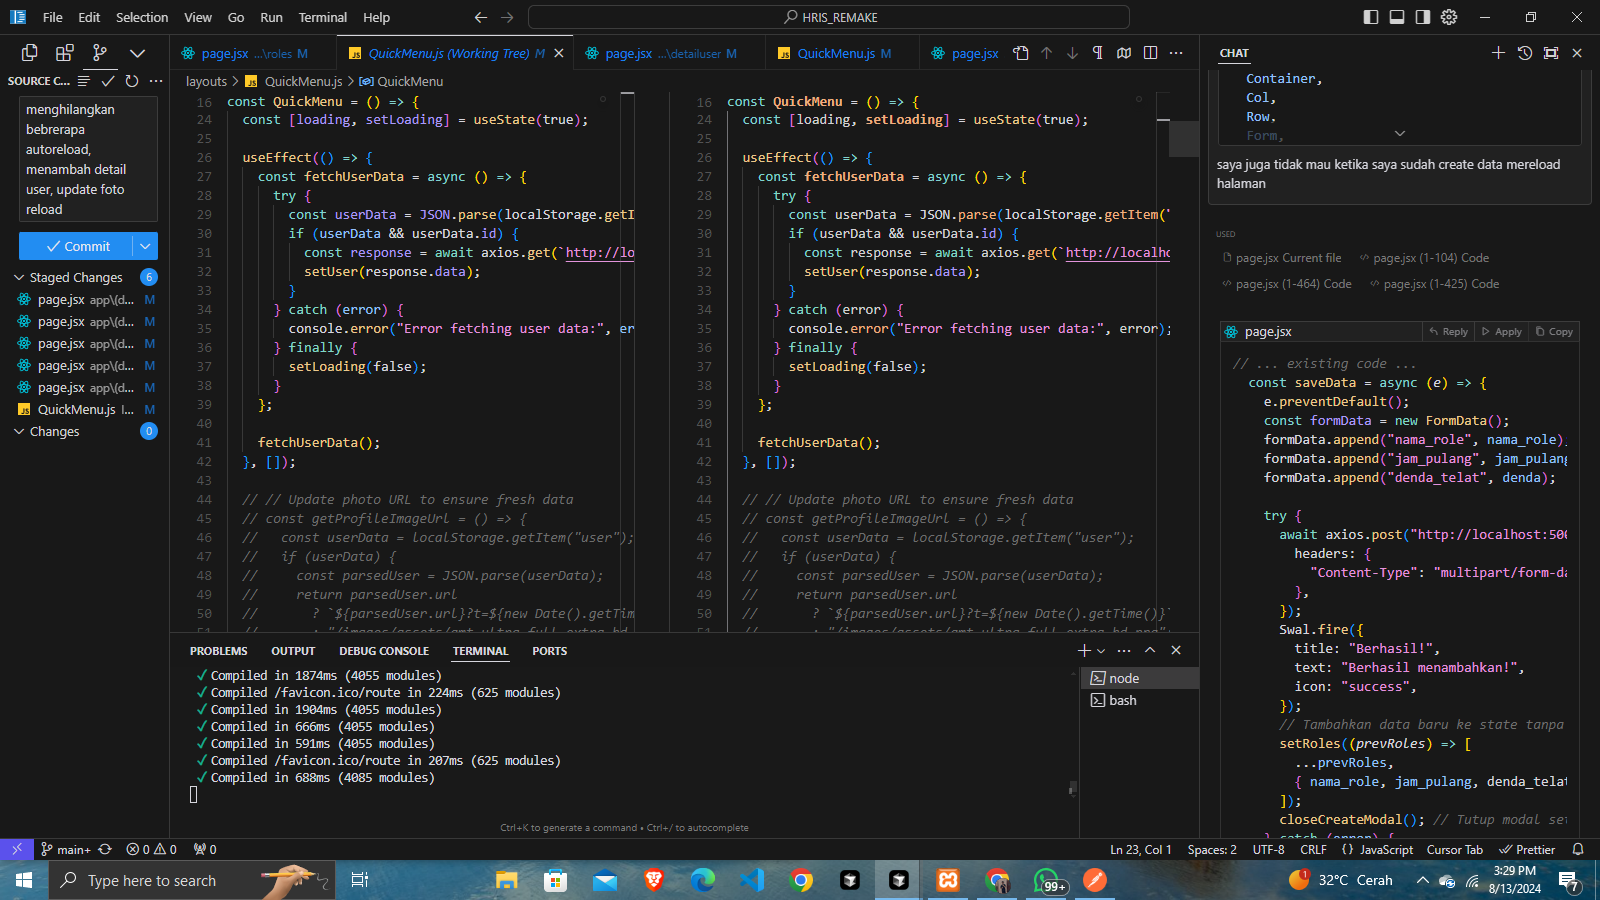 File Edit Selection View Go Run Terminal Help
HRIS_REMAKE
SOURCE C...
menghilangkan
bebrerapa
autoreload,
menambah detail
user, update foto
reload
Commit
Staged Changes 6
page.jsx app\(d... M
page.jsx app\(d... M
page.jsx app\(d... M
page.jsx app\(d... M
page.jsx app\(d... M
QuickMenu.js l... M
Changes 0
page.jsx ...\roles M
QuickMenu.js (Working Tree) M
page.jsx ...\detailuser M
QuickMenu.js M
page.jsx
layouts > QuickMenu.js > QuickMenu
16 const QuickMenu = () => {
24 const [loading, setLoading] = useState(true);
25
26 useEffect(() => {
27 const fetchUserData = async () => {
28 try {
29 const userData = JSON.parse(localStorage.getI
30 if (userData && userData.id) {
31 const response = await axios.get(`http://lo
32 setUser(response.data);
33 }
34 } catch (error) {
35 console.error("Error fetching user data:", er
36 } finally {
37 setLoading(false);
38 }
39 };
40
41 fetchUserData();
42 }, []);
43
44 // // Update photo URL to ensure fresh data
45 // const getProfileImageUrl = () => {
46 // const userData = localStorage.getItem("user");
47 // if (userData) {
48 // const parsedUser = JSON.parse(userData);
49 // return parsedUser.url
50 // ? `${parsedUser.url}?t=${new Date().getTim
51 // : "/images/assets/gmt ultra full extra hd
16 const QuickMenu = () => {
24 const [loading, setLoading] = useState(true);
25
26 useEffect(() => {
27 const fetchUserData = async () => {
28 try {
29 const userData = JSON.parse(localStorage.getItem("
30 if (userData && userData.id) {
31 const response = await axios.get(`http://localho
32 setUser(response.data);
33 }
34 } catch (error) {
35 console.error("Error fetching user data:", error);
36 } finally {
37 setLoading(false);
38 }
39 };
40
41 fetchUserData();
42 }, []);
43
44 // // Update photo URL to ensure fresh data
45 // const getProfileImageUrl = () => {
46 // const userData = localStorage.getItem("user");
47 // if (userData) {
48 // const parsedUser = JSON.parse(userData);
49 // return parsedUser.url
50 // ? `${parsedUser.url}?t=${new Date().getTime()}`
51
PROBLEMS OUTPUT DEBUG CONSOLE TERMINAL PORTS
✓ Compiled in 1874ms (4055 modules)
✓ Compiled /favicon.ico/route in 224ms (625 modules)
✓ Compiled in 1904ms (4055 modules)
✓ Compiled in 666ms (4055 modules)
✓ Compiled in 591ms (4055 modules)
✓ Compiled /favicon.ico/route in 207ms (625 modules)
✓ Compiled in 688ms (4085 modules)
Ctrl+K to generate a command • Ctrl+/ to autocomplete
node
bash
CHAT
Container,
Col,
Row,
Form,
saya juga tidak mau ketika saya sudah create data mereload
halaman
USED
page.jsx Current file page.jsx (1-104) Code
page.jsx (1-464) Code page.jsx (1-425) Code
page.jsx Reply Apply Copy
// ... existing code ...
const saveData = async (e) => {
e.preventDefault();
const formData = new FormData();
formData.append("nama_role", nama_role);
formData.append("jam_pulang", jam_pulang
formData.append("denda_telat", denda);
try {
await axios.post("http://localhost:500
headers: {
"Content-Type": "multipart/form-da
},
});
Swal.fire({
title: "Berhasil!",
text: "Berhasil menambahkan!",
icon: "success",
});
// Tambahkan data baru ke state tanpa
setRoles((prevRoles) => [
...prevRoles,
{ nama_role, jam_pulang, denda_telat
]);
closeCreateModal(); // Tutup modal set
} catch (error) {
main+ 0 0 0
Ln 23, Col 1 Spaces: 2 UTF-8 CRLF {} JavaScript Cursor Tab Prettier
Type here to search
99+
1 32°C Cerah
3:29 PM
8/13/2024
7